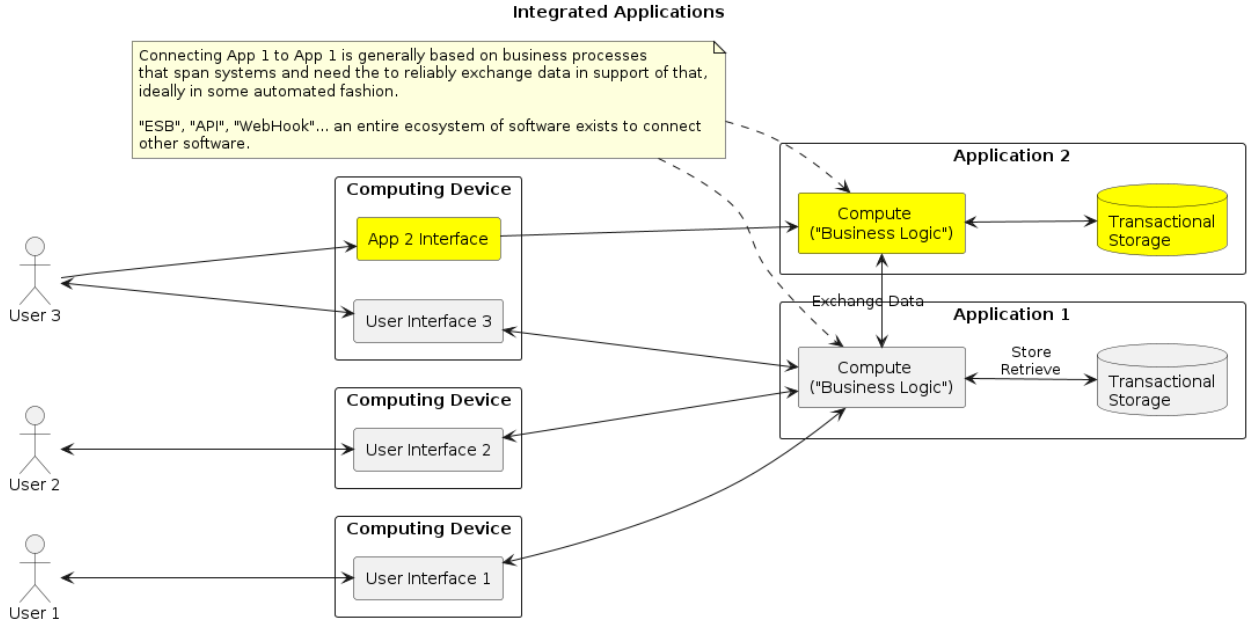 Integrated Applications
Connecting App 1 to App 1 is generally based on business processes
that span systems and need the to reliably exchange data in support of that,
ideally in some automated fashion.
"ESB", "API", "WebHook"... an entire ecosystem of software exists to connect
other software.
Application 2
Compute
("Business Logic")
Transactional
Storage
Computing Device
App 2 Interface
User Interface 3
User 3
Exchange Data
Application 1
Compute
("Business Logic")
Store
Retrieve
Transactional
Storage
Computing Device
User Interface 2
User 2
Computing Device
User Interface 1
User 1